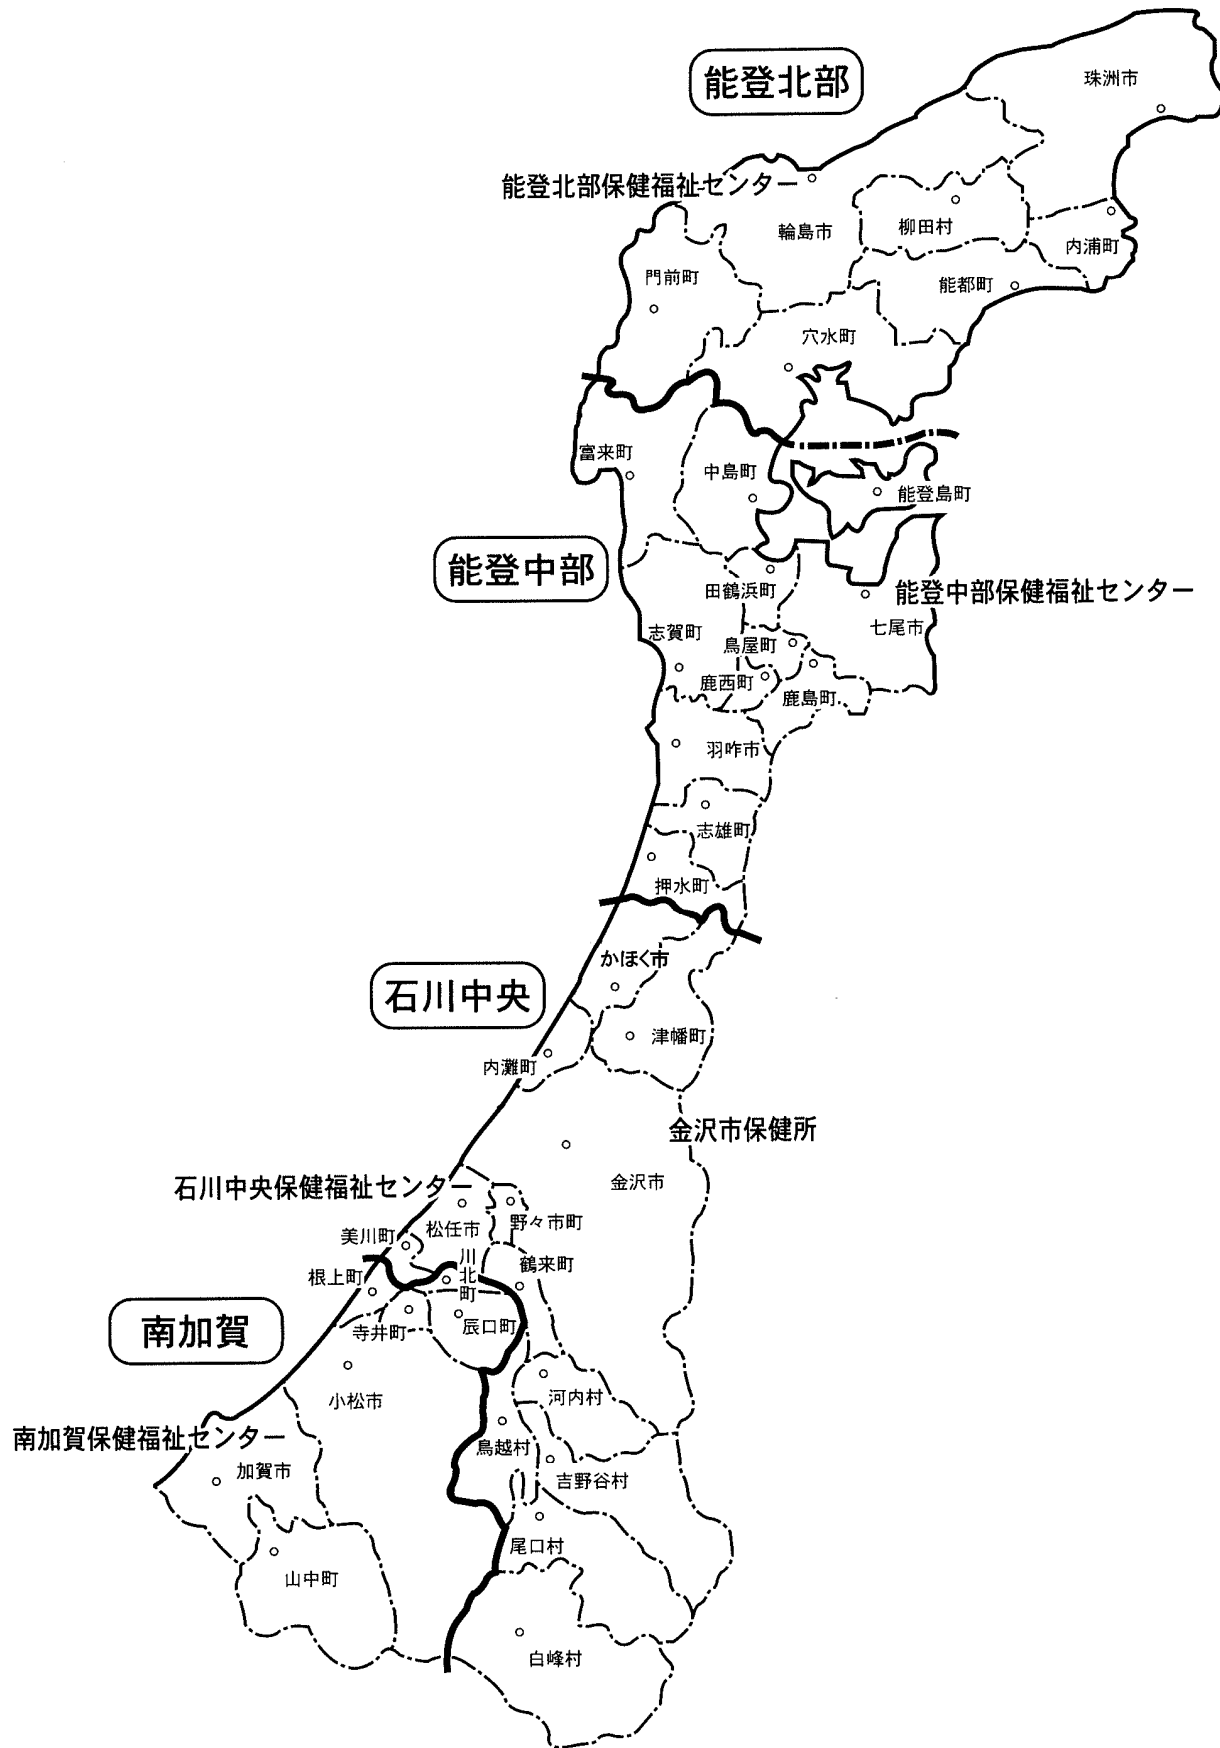 能登北部
珠洲市
能登北部保健福祉センター
輪島市
柳田村
内浦町
門前町
能都町
穴水町
富来町
中島町
能登島町
能登中部
田鶴浜町
能登中部保健福祉センター
志賀町
鳥屋町
七尾市
鹿西町
鹿島町
羽咋市
志雄町
押水町
かほく市
石川中央
津幡町
内灘町
金沢市保健所
金沢市
石川中央保健福祉センター
美川町
松任市
野々市町
川北町
鶴来町
根上町
南加賀
寺井町
辰口町
小松市
河内村
南加賀保健福祉センター
鳥越村
加賀市
吉野谷村
尾口村
山中町
白峰村